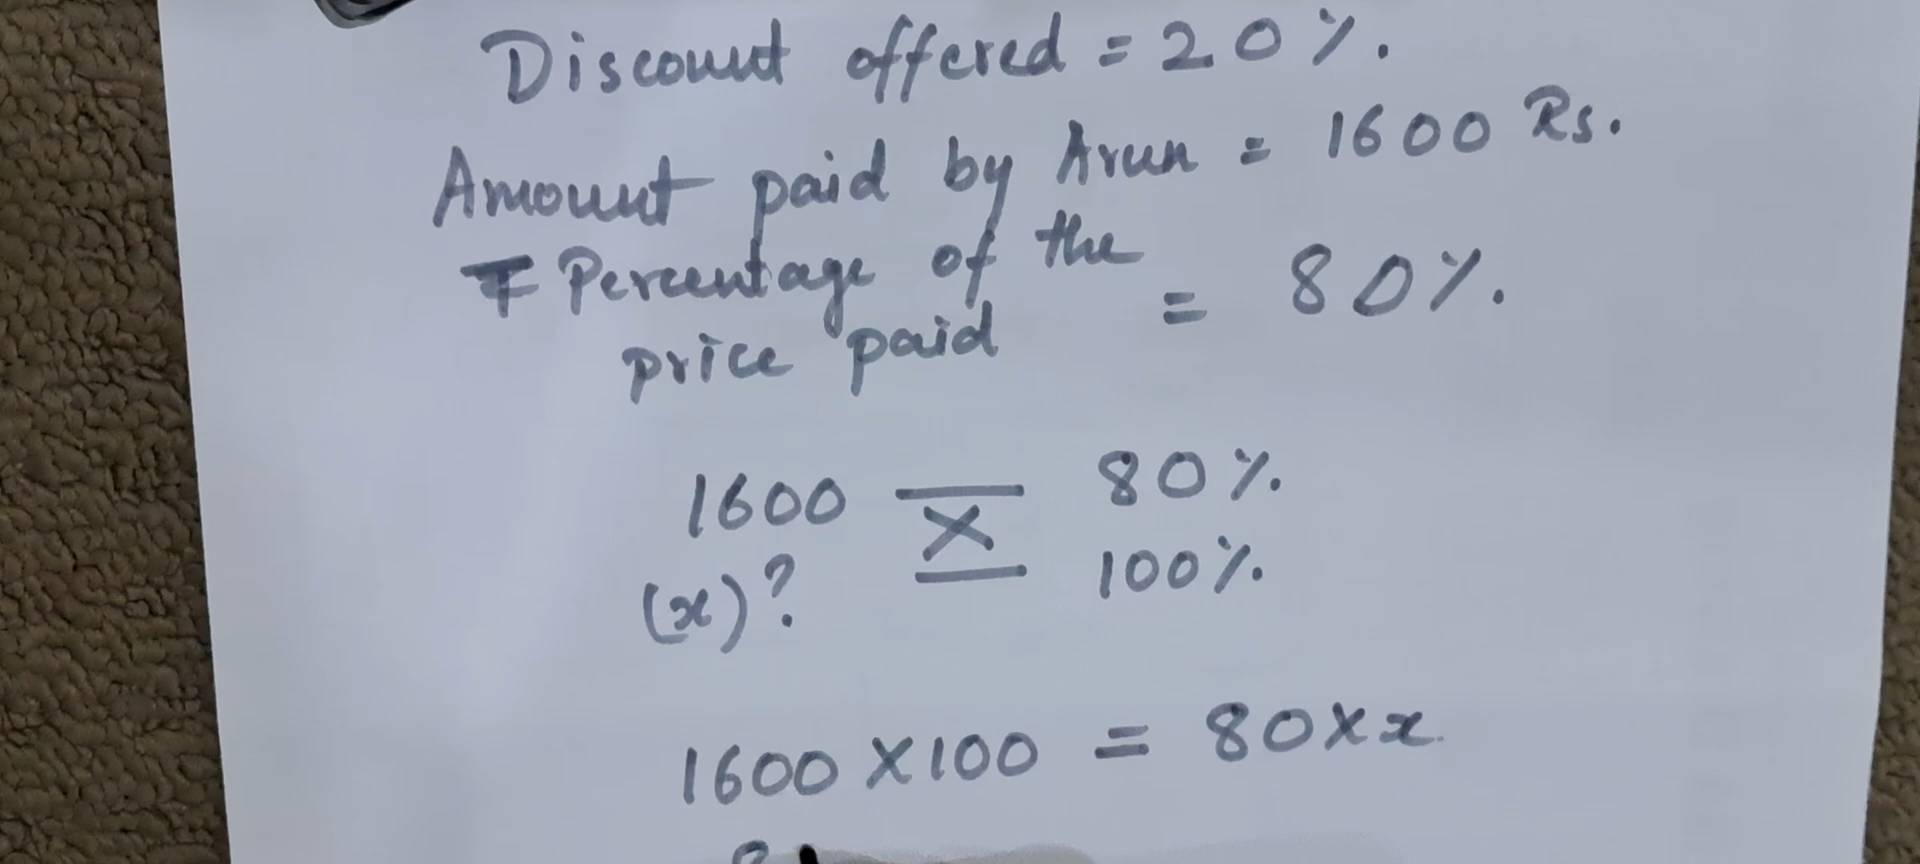 Discount offered = 20%.
Amount paid by Arun = 1600 Rs.
Percentage of the
price paid = 80%.
1600 80%.
(x)? X 100%.
1600 X 100 = 80 X x